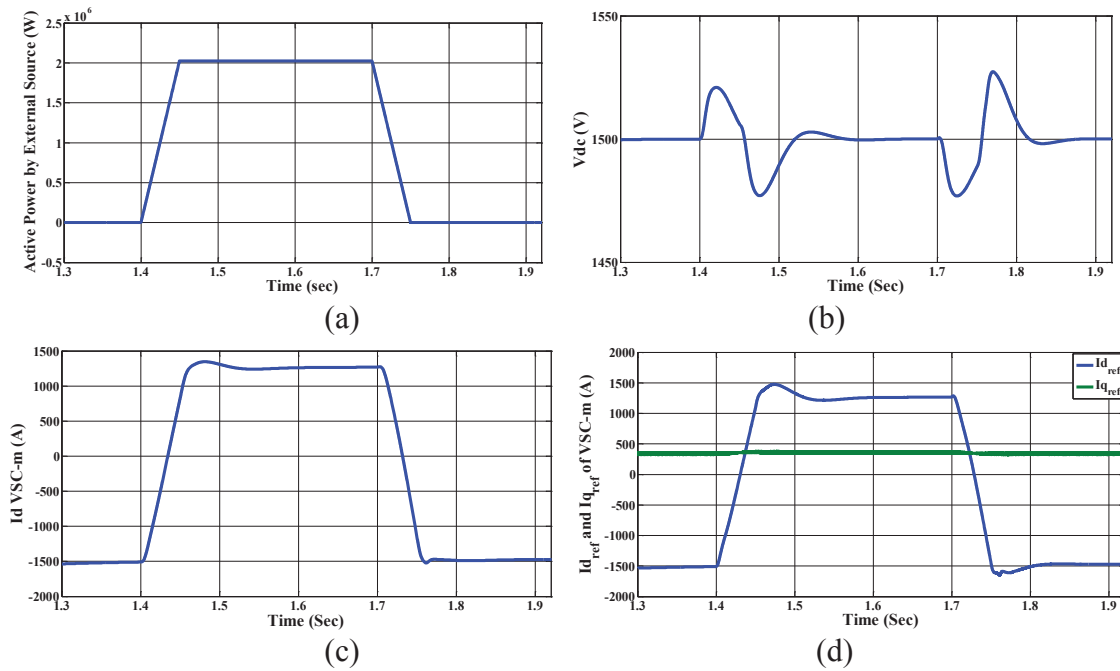 x 10^6
2.5
2
1.5
1
0.5
0
-0.5
Active Power by External Source (W)
1.3 1.4 1.5 1.6 1.7 1.8 1.9
Time (sec)
(a)
1550
1500
1450
Vdc (V)
1.3 1.4 1.5 1.6 1.7 1.8 1.9
Time (Sec)
(b)
1500
1000
500
0
-500
-1000
-1500
-2000
Id VSC-m (A)
1.3 1.4 1.5 1.6 1.7 1.8 1.9
Time (Sec)
(c)
2000
1500
1000
500
0
-500
-1000
-1500
-2000
Id_ref and Iq_ref of VSC-m (A)
Id_ref
Iq_ref
1.3 1.4 1.5 1.6 1.7 1.8 1.9
Time (Sec)
(d)